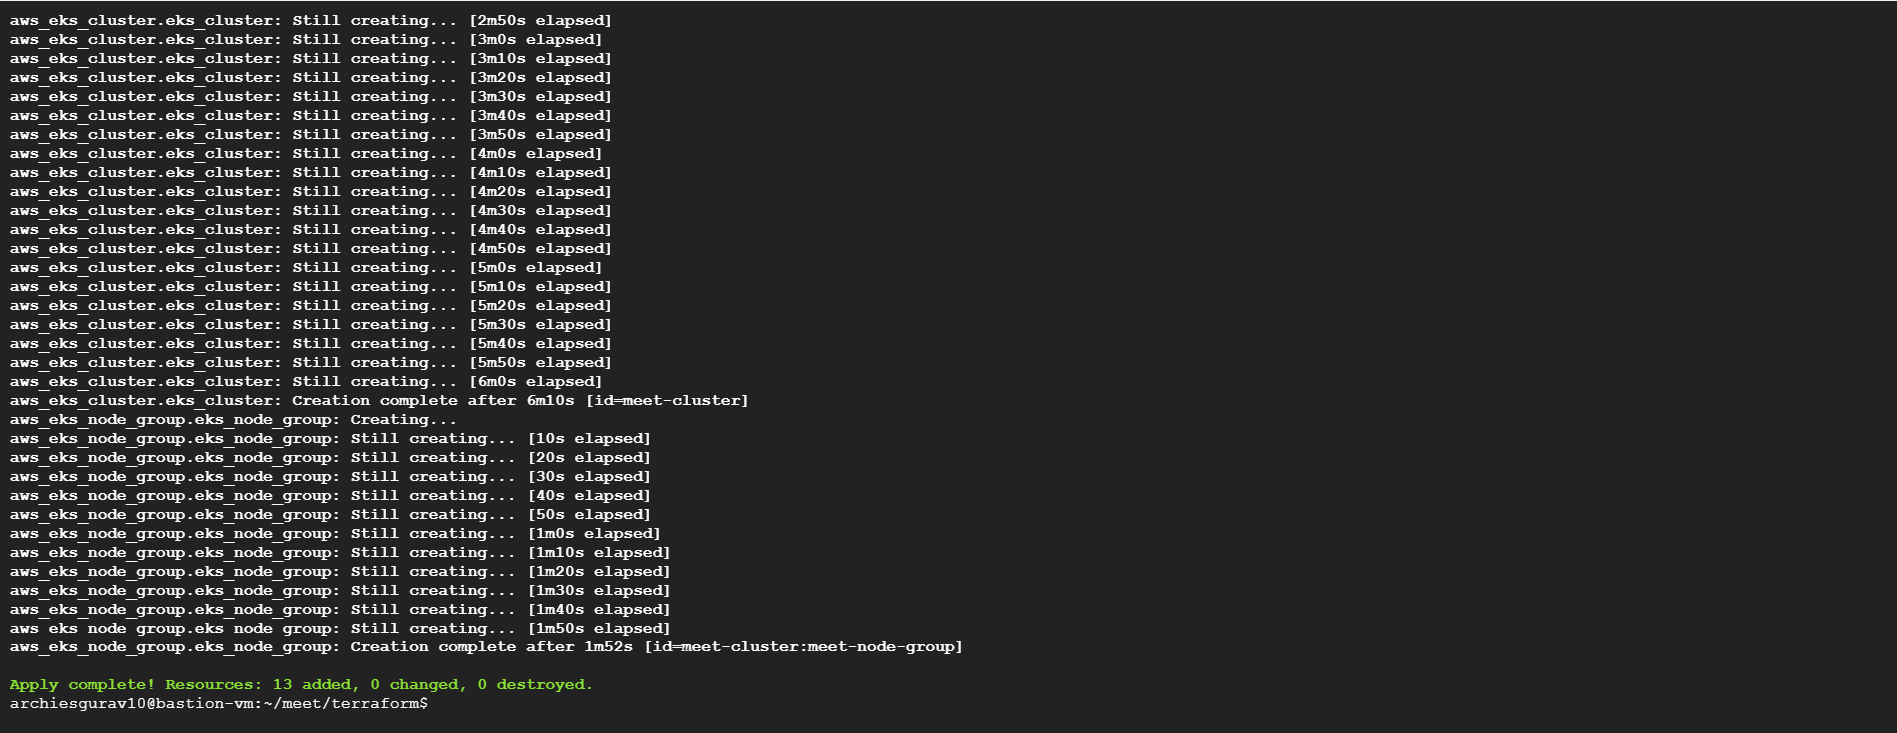 aws_eks_cluster.eks_cluster: Still creating... [2m50s elapsed]
aws_eks_cluster.eks_cluster: Still creating... [3m0s elapsed]
aws_eks_cluster.eks_cluster: Still creating... [3m10s elapsed]
aws_eks_cluster.eks_cluster: Still creating... [3m20s elapsed]
aws_eks_cluster.eks_cluster: Still creating... [3m30s elapsed]
aws_eks_cluster.eks_cluster: Still creating... [3m40s elapsed]
aws_eks_cluster.eks_cluster: Still creating... [3m50s elapsed]
aws_eks_cluster.eks_cluster: Still creating... [4m0s elapsed]
aws_eks_cluster.eks_cluster: Still creating... [4m10s elapsed]
aws_eks_cluster.eks_cluster: Still creating... [4m20s elapsed]
aws_eks_cluster.eks_cluster: Still creating... [4m30s elapsed]
aws_eks_cluster.eks_cluster: Still creating... [4m40s elapsed]
aws_eks_cluster.eks_cluster: Still creating... [4m50s elapsed]
aws_eks_cluster.eks_cluster: Still creating... [5m0s elapsed]
aws_eks_cluster.eks_cluster: Still creating... [5m10s elapsed]
aws_eks_cluster.eks_cluster: Still creating... [5m20s elapsed]
aws_eks_cluster.eks_cluster: Still creating... [5m30s elapsed]
aws_eks_cluster.eks_cluster: Still creating... [5m40s elapsed]
aws_eks_cluster.eks_cluster: Still creating... [5m50s elapsed]
aws_eks_cluster.eks_cluster: Still creating... [6m0s elapsed]
aws_eks_cluster.eks_cluster: Creation complete after 6m10s [id=meet-cluster]
aws_eks_node_group.eks_node_group: Creating...
aws_eks_node_group.eks_node_group: Still creating... [10s elapsed]
aws_eks_node_group.eks_node_group: Still creating... [20s elapsed]
aws_eks_node_group.eks_node_group: Still creating... [30s elapsed]
aws_eks_node_group.eks_node_group: Still creating... [40s elapsed]
aws_eks_node_group.eks_node_group: Still creating... [50s elapsed]
aws_eks_node_group.eks_node_group: Still creating... [1m0s elapsed]
aws_eks_node_group.eks_node_group: Still creating... [1m10s elapsed]
aws_eks_node_group.eks_node_group: Still creating... [1m20s elapsed]
aws_eks_node_group.eks_node_group: Still creating... [1m30s elapsed]
aws_eks_node_group.eks_node_group: Still creating... [1m40s elapsed]
aws_eks_node_group.eks_node_group: Still creating... [1m50s elapsed]
aws_eks_node_group.eks_node_group: Creation complete after 1m52s [id=meet-cluster:meet-node-group]
Apply complete! Resources: 13 added, 0 changed, 0 destroyed.
archiesgurav10@bastion-vm:~/meet/terraform$